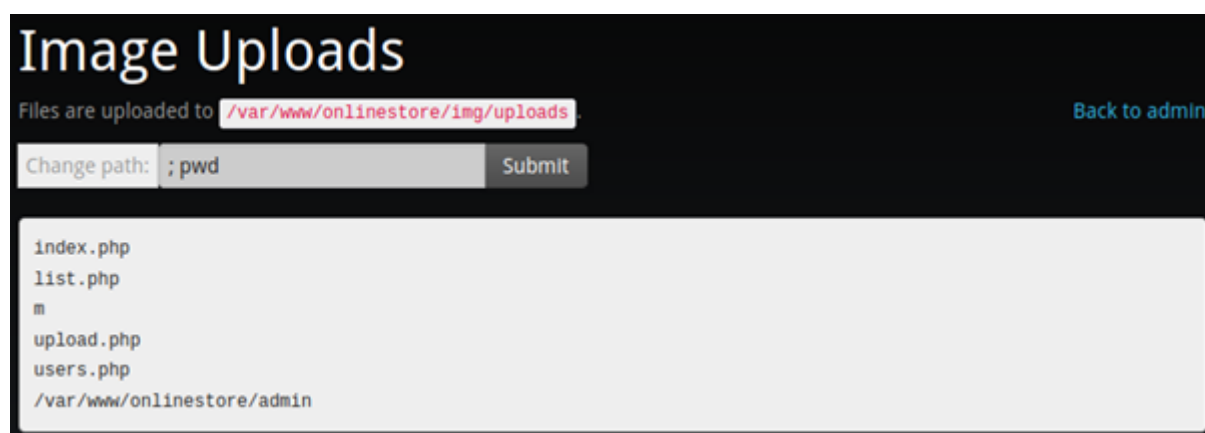 Image Uploads
Files are uploaded to /var/www/onlinestore/img/uploads.
Back to admin
Change path: ; pwd Submit
index.php
list.php
m
upload.php
users.php
/var/www/onlinestore/admin